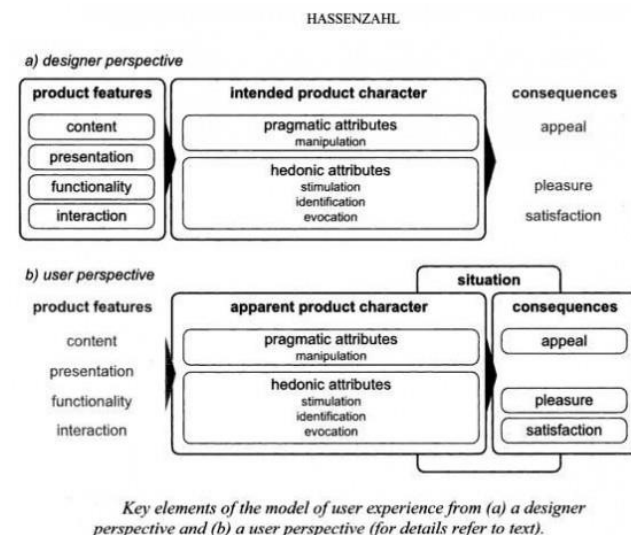 HASSENZAHL
a) designer perspective
product features
content
presentation
functionality
interaction
intended product character
pragmatic attributes
manipulation
hedonic attributes
stimulation
identification
evocation
consequences
appeal
pleasure
satisfaction
b) user perspective
situation
product features
content
presentation
functionality
interaction
apparent product character
pragmatic attributes
manipulation
hedonic attributes
stimulation
identification
evocation
consequences
appeal
pleasure
satisfaction
Key elements of the model of user experience from (a) a designer
perspective and (b) a user perspective (for details refer to text).